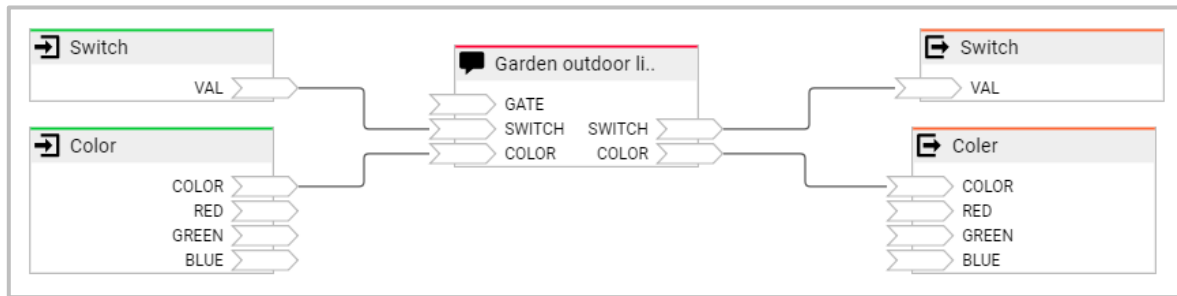 Switch
VAL
Color
COLOR
RED
GREEN
BLUE
Garden outdoor li..
GATE
SWITCH SWITCH
COLOR COLOR
Switch
VAL
Coler
COLOR
RED
GREEN
BLUE